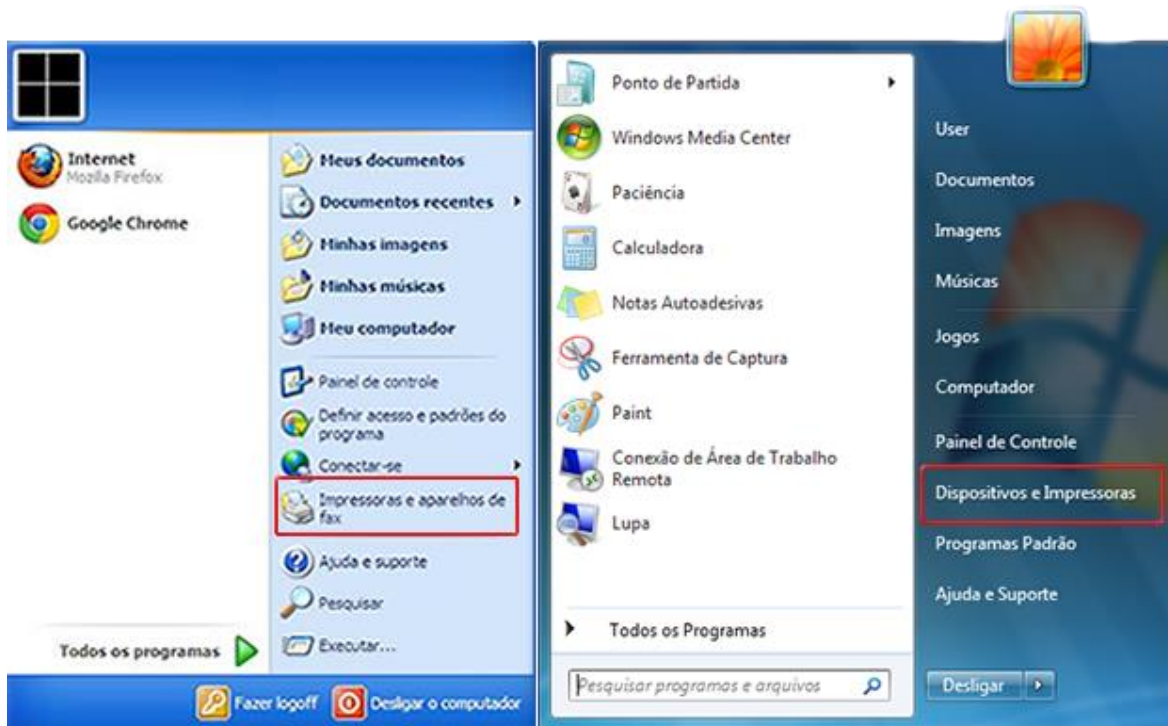 Internet
Mozilla Firefox
Google Chrome
Todos os programas
Meus documentos
Documentos recentes
Minhas imagens
Minhas músicas
Meu computador
Painel de controle
Definir acesso e padrões do
programa
Conectar-se
Impressoras e aparelhos de
fax
Ajuda e suporte
Pesquisar
Executar...
Fazer logoff
Desligar o computador
Ponto de Partida
Windows Media Center
Paciência
Calculadora
Notas Autoadesivas
Ferramenta de Captura
Paint
Conexão de Área de Trabalho
Remota
Lupa
Todos os Programas
Pesquisar programas e arquivos
User
Documentos
Imagens
Músicas
Jogos
Computador
Painel de Controle
Dispositivos e Impressoras
Programas Padrão
Ajuda e Suporte
Desligar